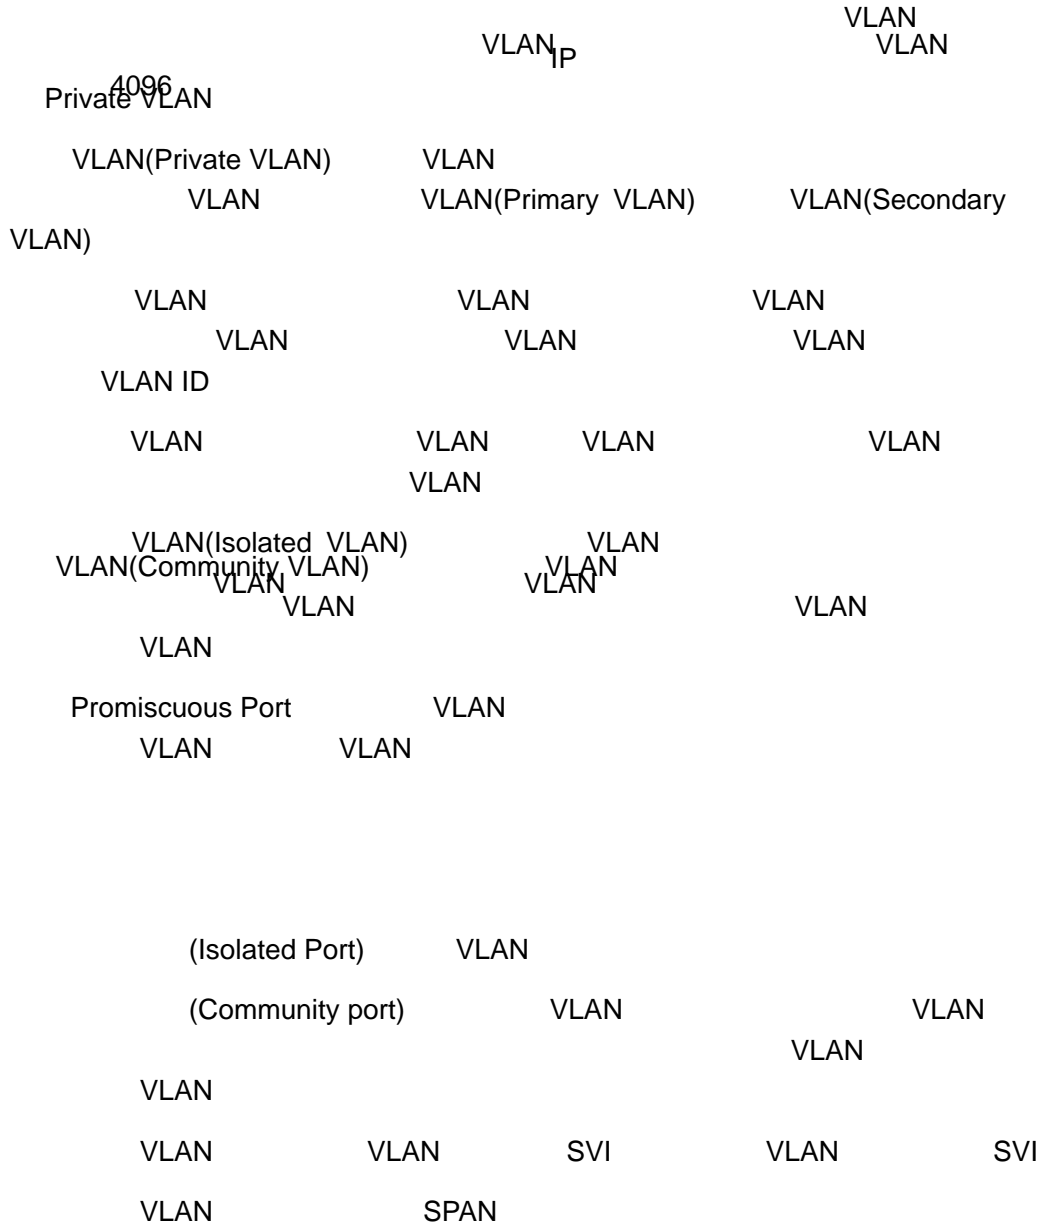 VLAN
VLAN VLAN
IP
4096
Private VLAN
VLAN(Private VLAN) VLAN
VLAN VLAN(Primary VLAN) VLAN(Secondary
VLAN)
VLAN VLAN VLAN
VLAN VLAN VLAN
VLAN ID
VLAN VLAN VLAN VLAN
VLAN
VLAN(Isolated VLAN) VLAN
VLAN(Community VLAN) VLAN
VLAN VLAN
VLAN VLAN
VLAN
Promiscuous Port VLAN
VLAN VLAN
(Isolated Port) VLAN
(Community port) VLAN VLAN
VLAN
VLAN
VLAN VLAN SVI VLAN SVI
VLAN SPAN